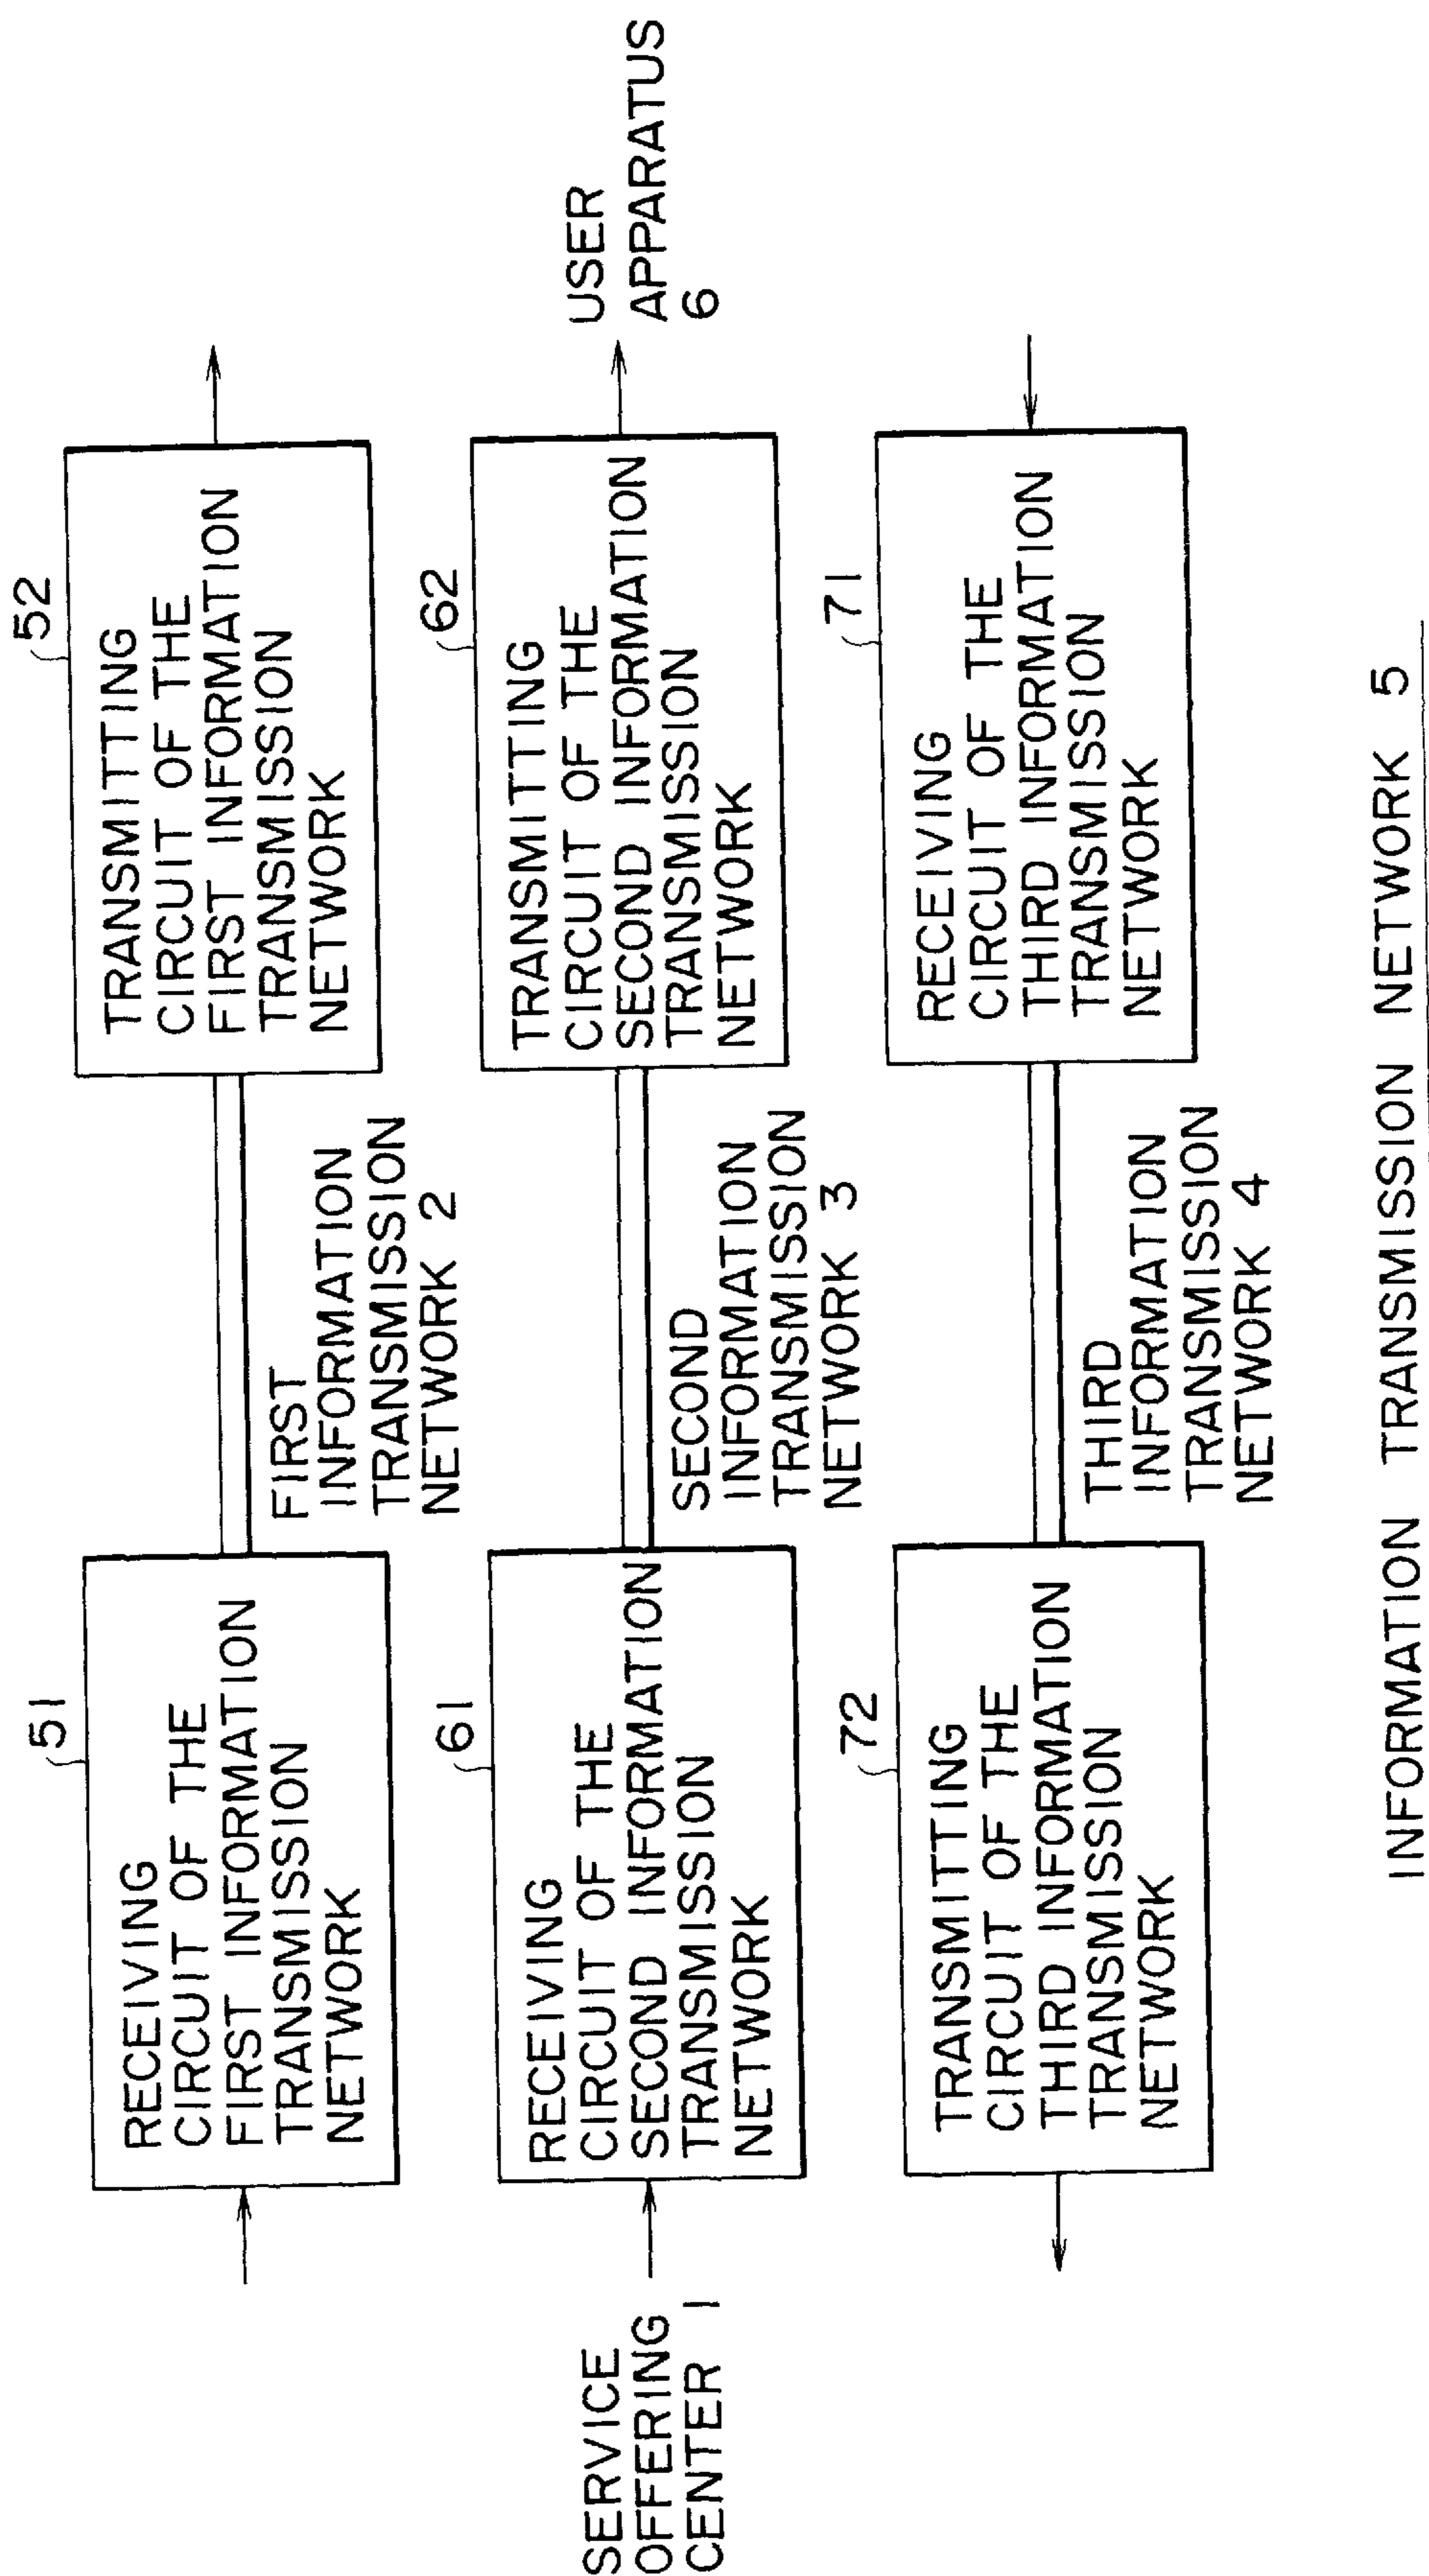 SERVICE
OFFERING
CENTER 1
51
RECEIVING
CIRCUIT OF THE
FIRST INFORMATION
TRANSMISSION
NETWORK
FIRST
INFORMATION
TRANSMISSION
NETWORK 2
52
TRANSMITTING
CIRCUIT OF THE
FIRST INFORMATION
TRANSMISSION
NETWORK
61
RECEIVING
CIRCUIT OF THE
SECOND INFORMATION
TRANSMISSION
NETWORK
SECOND
INFORMATION
TRANSMISSION
NETWORK 3
62
TRANSMITTING
CIRCUIT OF THE
SECOND INFORMATION
TRANSMISSION
NETWORK
USER
APPARATUS
6
72
TRANSMITTING
CIRCUIT OF THE
THIRD INFORMATION
TRANSMISSION
NETWORK
THIRD
INFORMATION
TRANSMISSION
NETWORK 4
71
RECEIVING
CIRCUIT OF THE
THIRD INFORMATION
TRANSMISSION
NETWORK
INFORMATION TRANSMISSION NETWORK 5